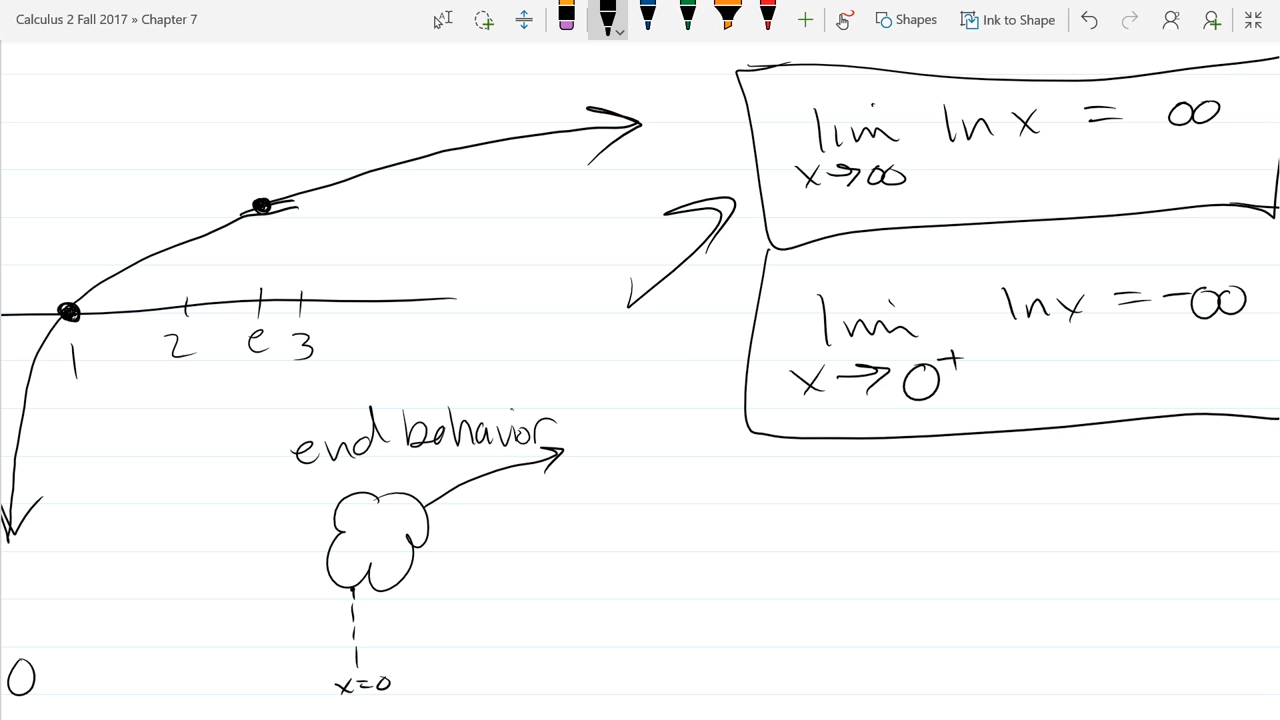 Calculus 2 Fall 2017 » Chapter 7
Shapes
Ink to Shape
lim ln x = ∞
x→∞
lim ln x = -∞
x→0⁺
1 2 e 3
end behavior
x=0
0